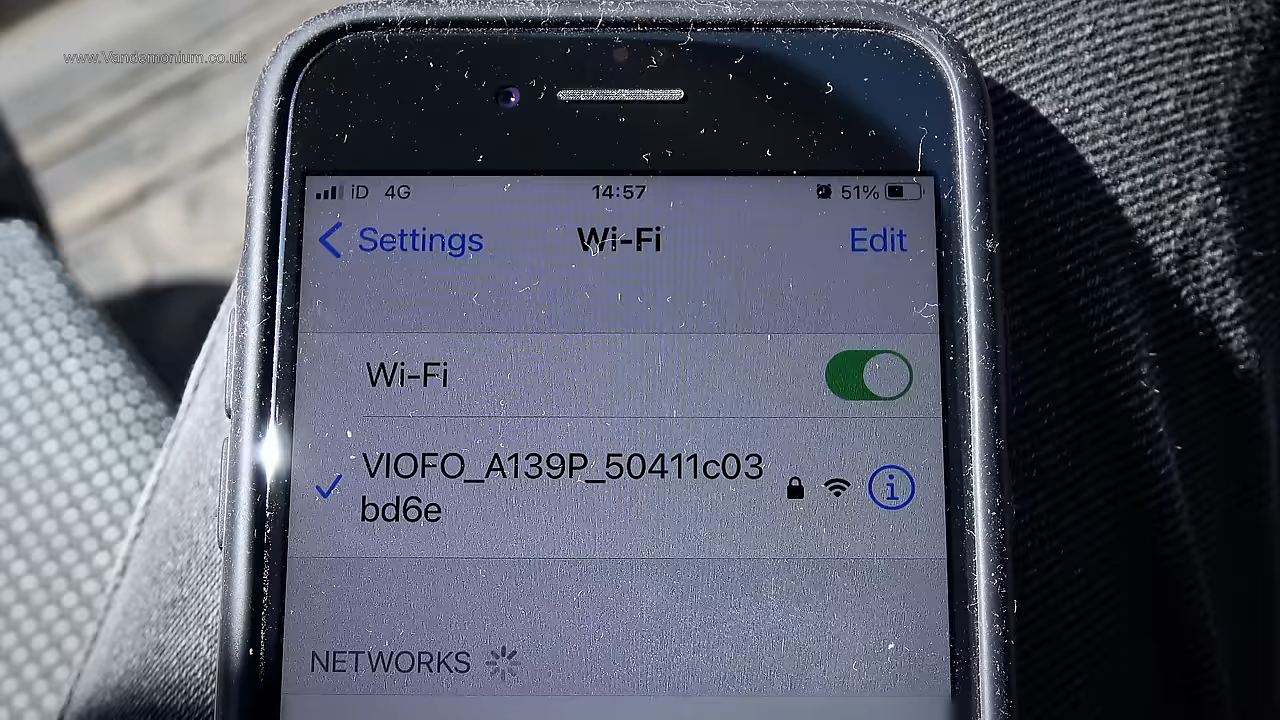 www.Vandemonium.co.uk
iD 4G 14:57 51%
Settings Wi-Fi Edit
Wi-Fi
VIOFO_A139P_50411c03
bd6e
NETWORKS